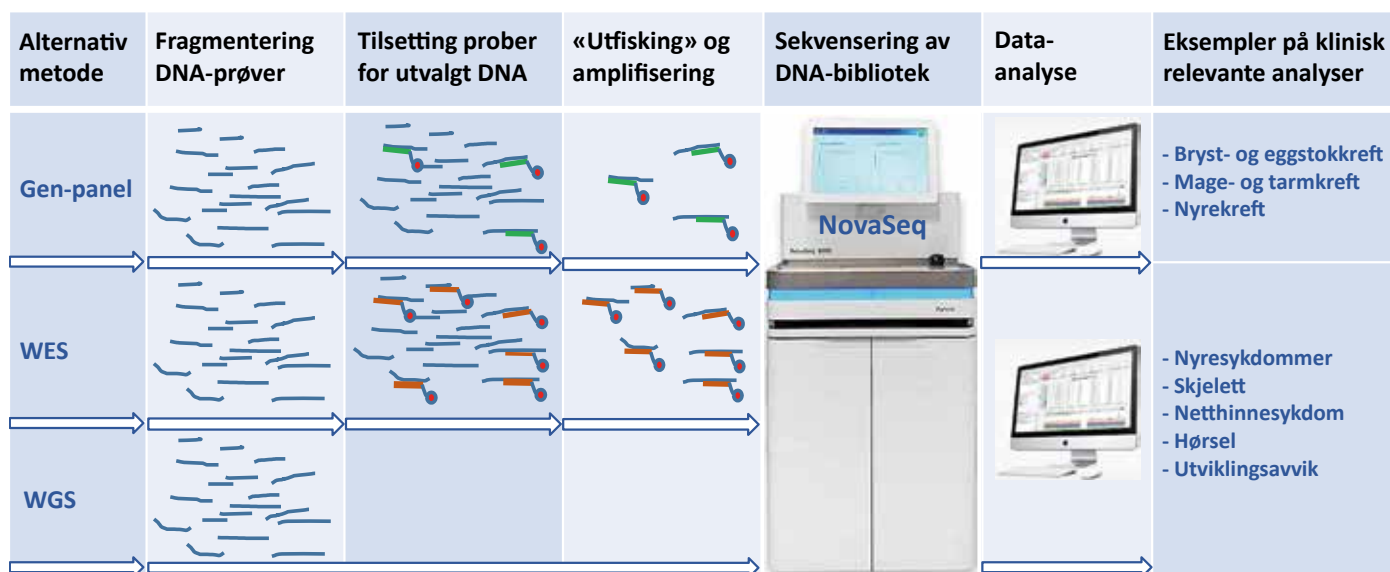 Alternativ
metode
Fragmentering
DNA-prøver
Tilsetting prober
for utvalgt DNA
«Utfisking» og
amplifisering
Sekvensering av
DNA-bibliotek
Data-
analyse
Eksempler på klinisk
relevante analyser
Gen-panel
NovaSeq
- Bryst- og eggstokkreft
- Mage- og tarmkreft
- Nyrekreft
WES
- Nyresykdommer
- Skjelett
- Netthinnesykdom
- Hørsel
- Utviklingsavvik
WGS